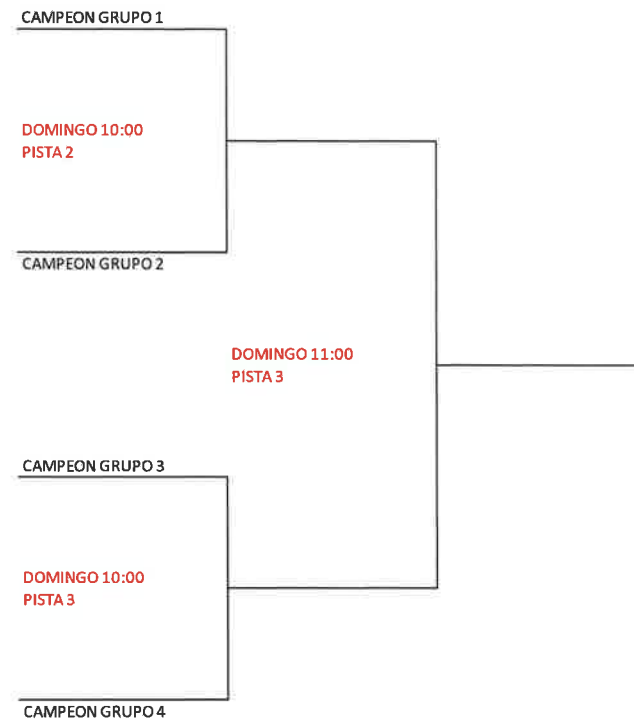 CAMPEON GRUPO 1
DOMINGO 10:00
PISTA 2
CAMPEON GRUPO 2
DOMINGO 11:00
PISTA 3
CAMPEON GRUPO 3
DOMINGO 10:00
PISTA 3
CAMPEON GRUPO 4